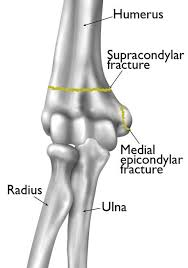 Humerus
Supracondylar
fracture
Medial
epicondylar
fracture
Radius
Ulna